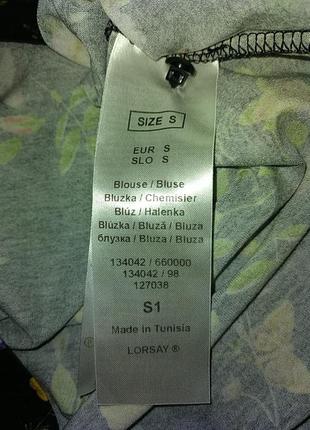 SIZE S
EUR S
SLO S
Blouse / Bluse
Bluzka / Chemisier
Blúz / Halenka
Blúzka / Bluză / Bluza
блузка / Bluza / Bluza
134042 / 660000
134042 / 98
127038
S1
Made in Tunisia
LORSAY ®